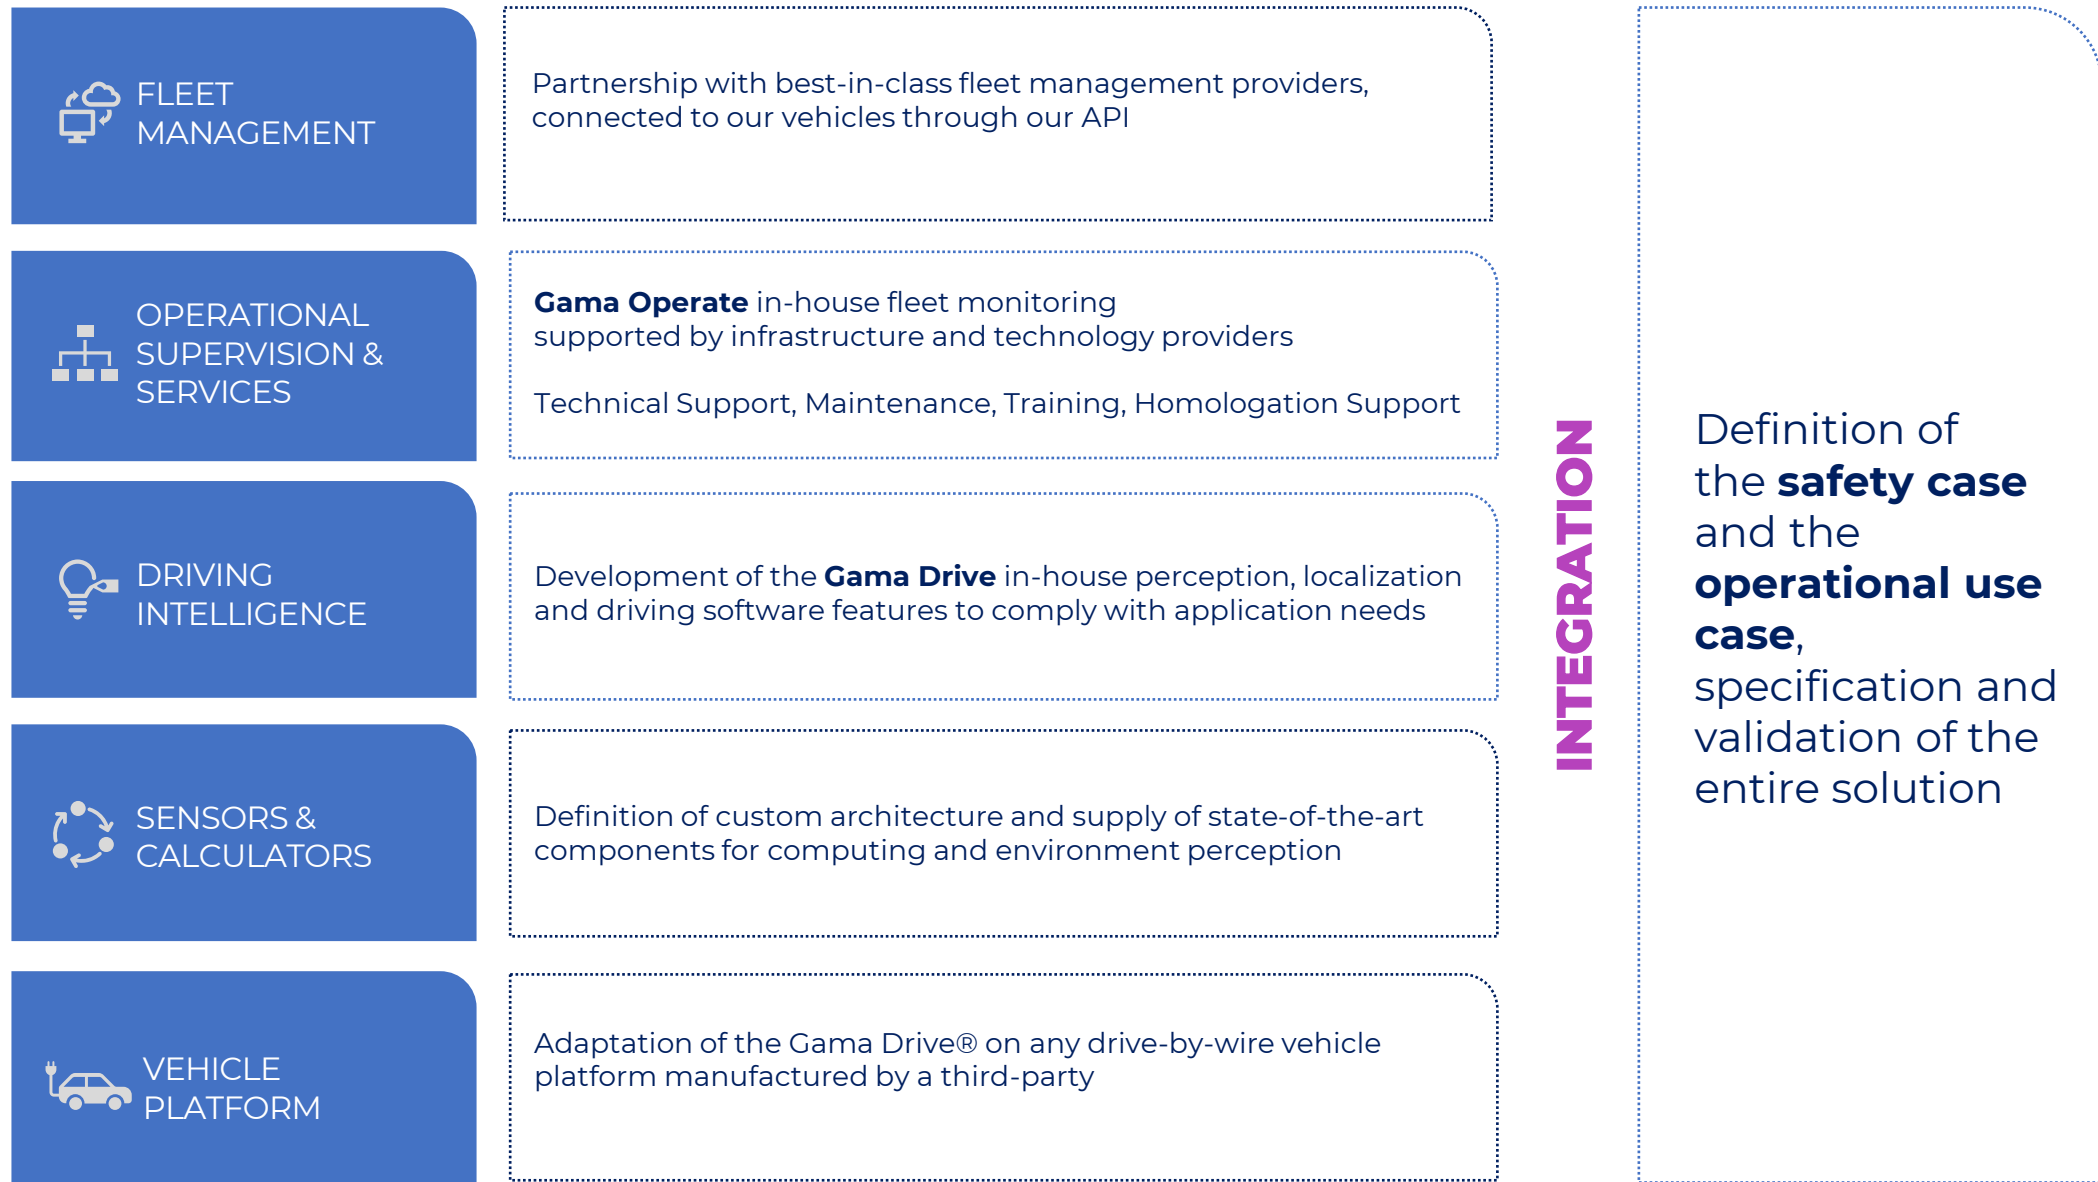 FLEET
MANAGEMENT
Partnership with best-in-class fleet management providers,
connected to our vehicles through our API
OPERATIONAL
SUPERVISION &
SERVICES
Gama Operate in-house fleet monitoring
supported by infrastructure and technology providers
Technical Support, Maintenance, Training, Homologation Support
DRIVING
INTELLIGENCE
Development of the Gama Drive in-house perception, localization
and driving software features to comply with application needs
SENSORS &
CALCULATORS
Definition of custom architecture and supply of state-of-the-art
components for computing and environment perception
VEHICLE
PLATFORM
Adaptation of the Gama Drive® on any drive-by-wire vehicle
platform manufactured by a third-party
INTEGRATION
Definition of
the safety case
and the
operational use
case,
specification and
validation of the
entire solution